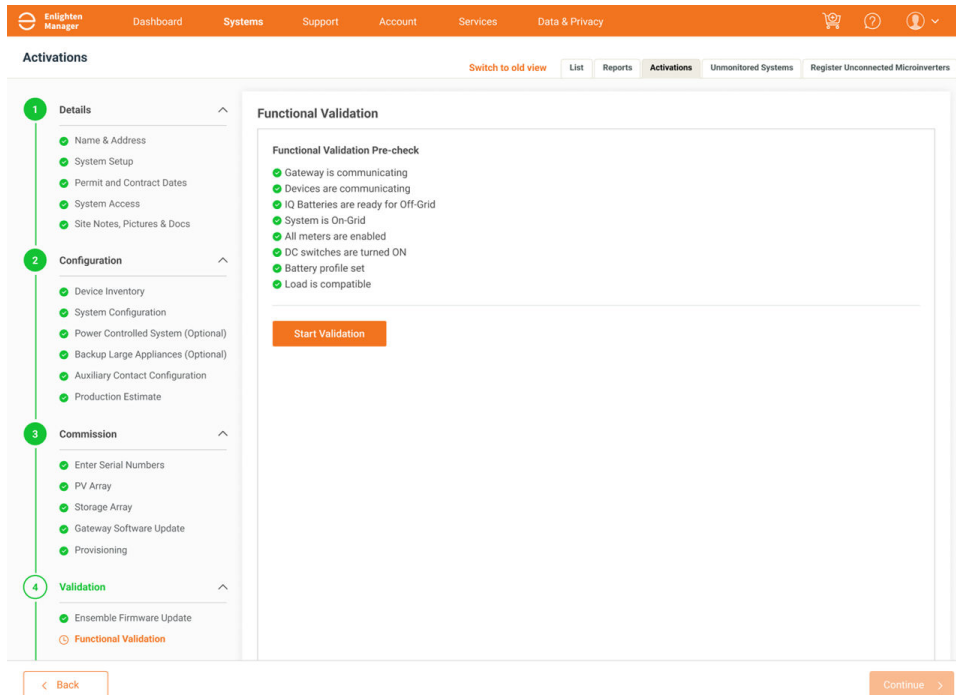 Enlighten
Manager
Dashboard
Systems
Support
Account
Services
Data & Privacy
Activations
Switch to old view
List
Reports
Activations
Unmonitored Systems
Register Unconnected Microinverters
1
Details
Name & Address
System Setup
Permit and Contract Dates
System Access
Site Notes, Pictures & Docs
2
Configuration
Device Inventory
System Configuration
Power Controlled System (Optional)
Backup Large Appliances (Optional)
Auxiliary Contact Configuration
Production Estimate
3
Commission
Enter Serial Numbers
PV Array
Storage Array
Gateway Software Update
Provisioning
4
Validation
Ensemble Firmware Update
Functional Validation
Functional Validation
Functional Validation Pre-check
Gateway is communicating
Devices are communicating
IQ Batteries are ready for Off-Grid
System is On-Grid
All meters are enabled
DC switches are turned ON
Battery profile set
Load is compatible
Start Validation
Back
Continue